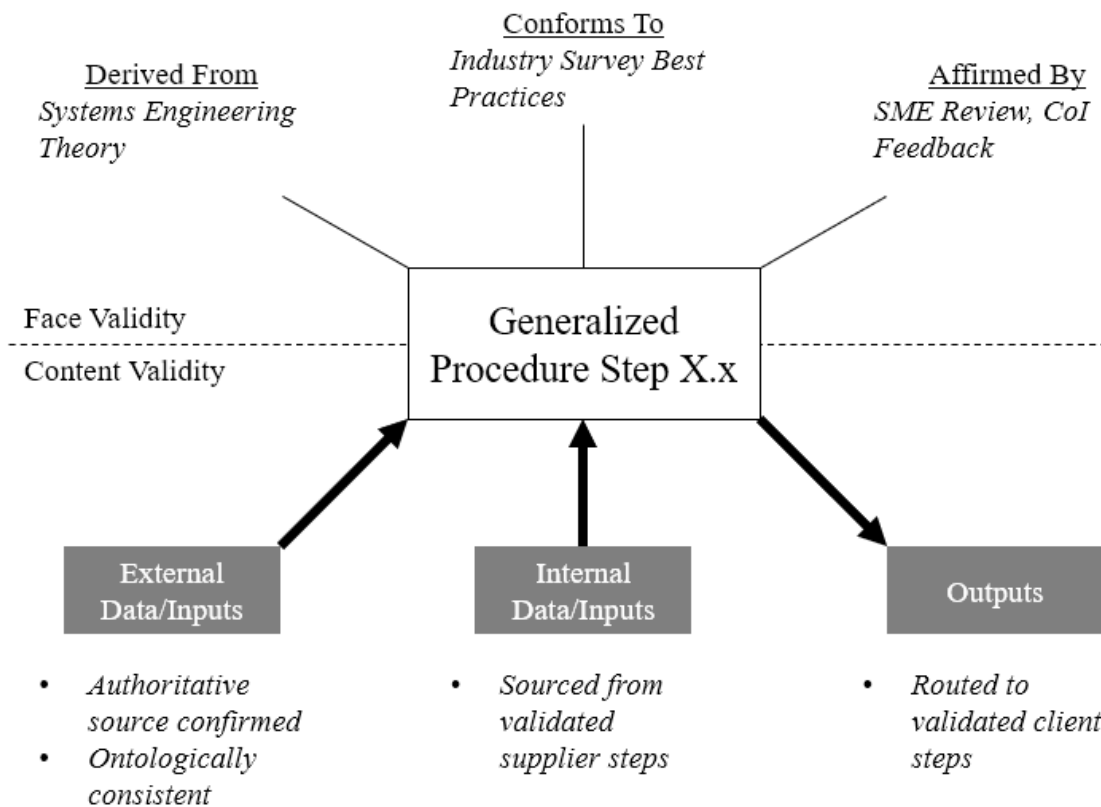 Conforms To
Industry Survey Best
Practices
Derived From
Systems Engineering
Theory
Affirmed By
SME Review, CoI
Feedback
Face Validity
Content Validity
Generalized
Procedure Step X.x
External
Data/Inputs
Internal
Data/Inputs
Outputs
• Authoritative
source confirmed
• Ontologically
consistent
• Sourced from
validated
supplier steps
• Routed to
validated client
steps